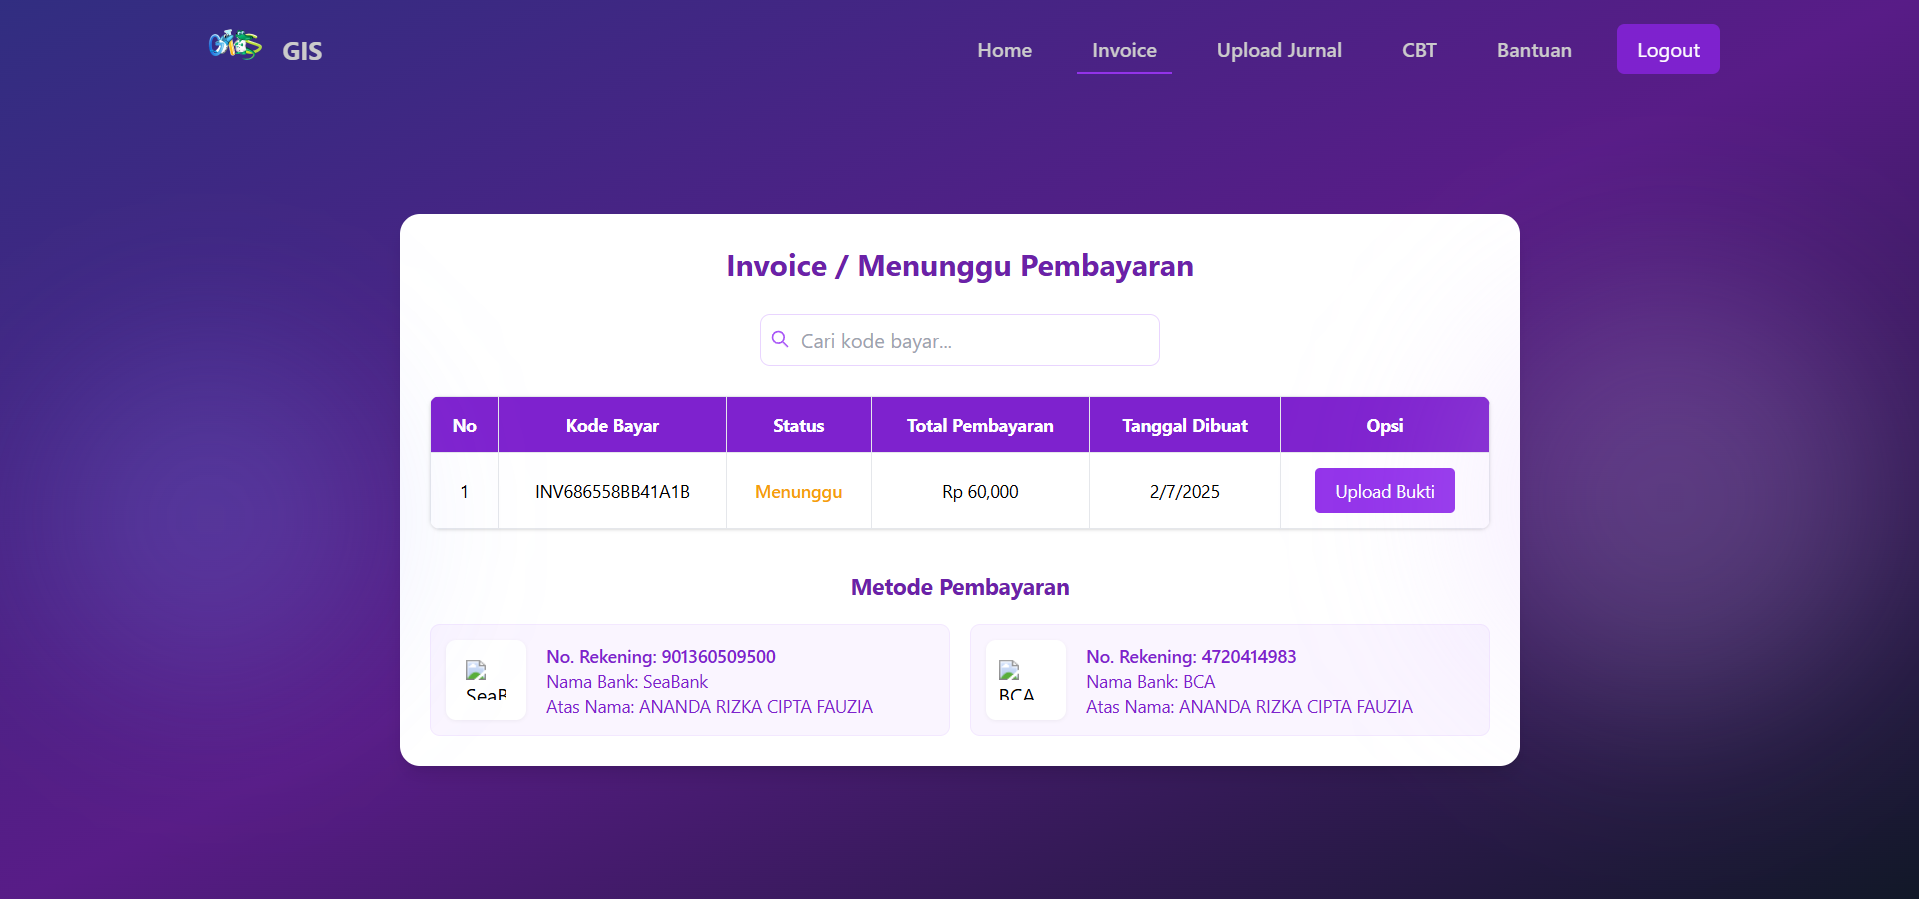 GIS
Home
Invoice
Upload Jurnal
CBT
Bantuan
Logout
Invoice / Menunggu Pembayaran
Cari kode bayar...
No Kode Bayar Status Total Pembayaran Tanggal Dibuat Opsi
1 INV686558BB41A1B Menunggu Rp 60,000 2/7/2025 Upload Bukti
Metode Pembayaran
SeaB
No. Rekening: 901360509500
Nama Bank: SeaBank
Atas Nama: ANANDA RIZKA CIPTA FAUZIA
BCA
No. Rekening: 4720414983
Nama Bank: BCA
Atas Nama: ANANDA RIZKA CIPTA FAUZIA